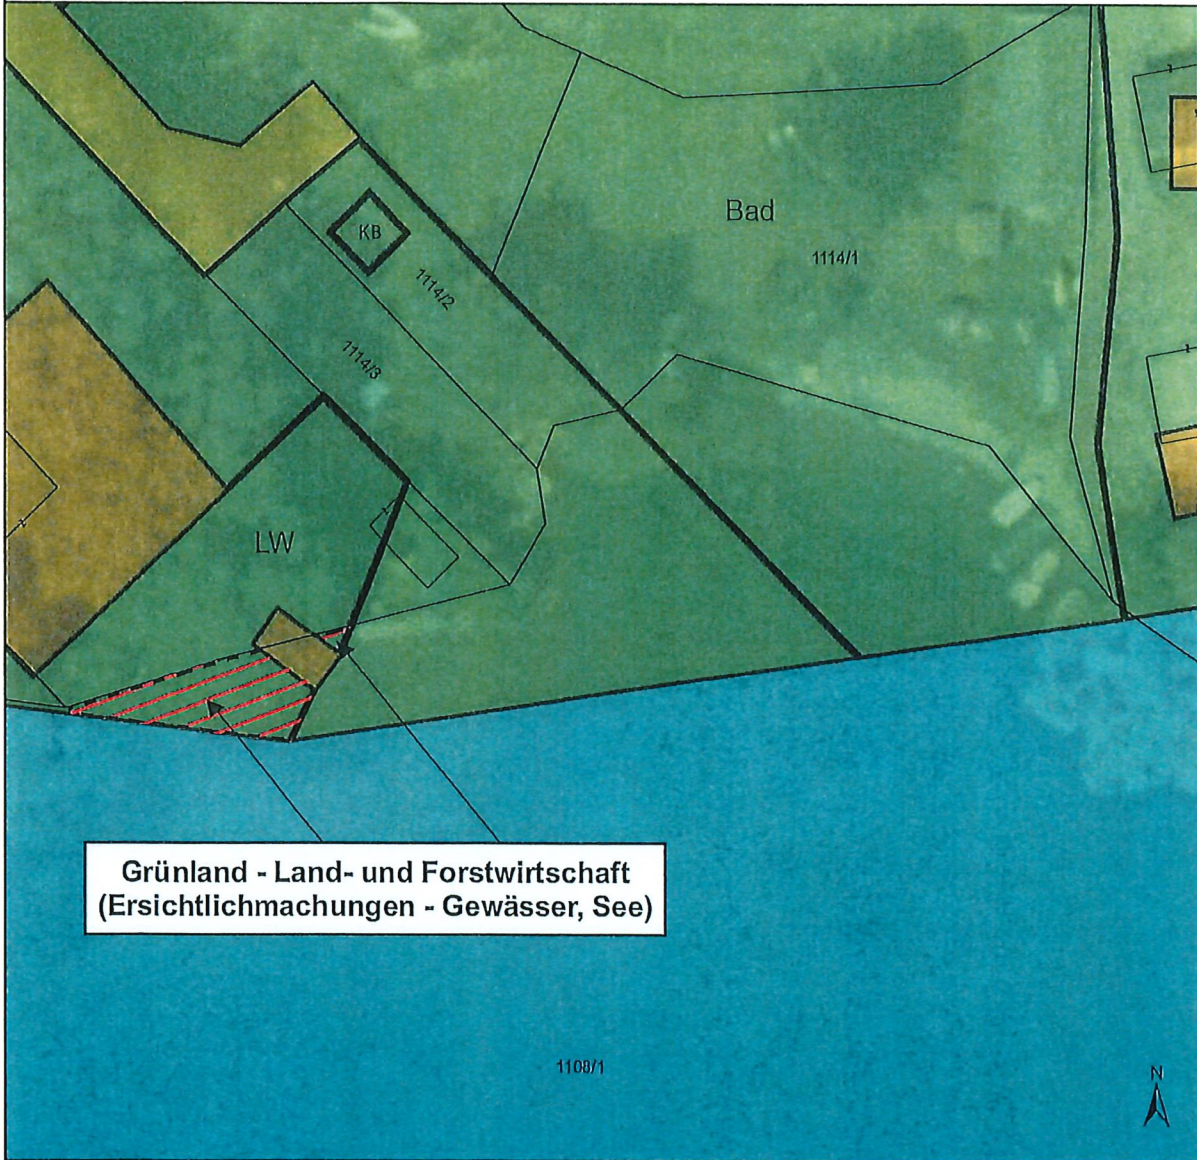 Bad
1114/1
KB
1114/2
1114/3
LW
Grünland - Land- und Forstwirtschaft
(Ersichtlichmachungen - Gewässer, See)
1108/1
N